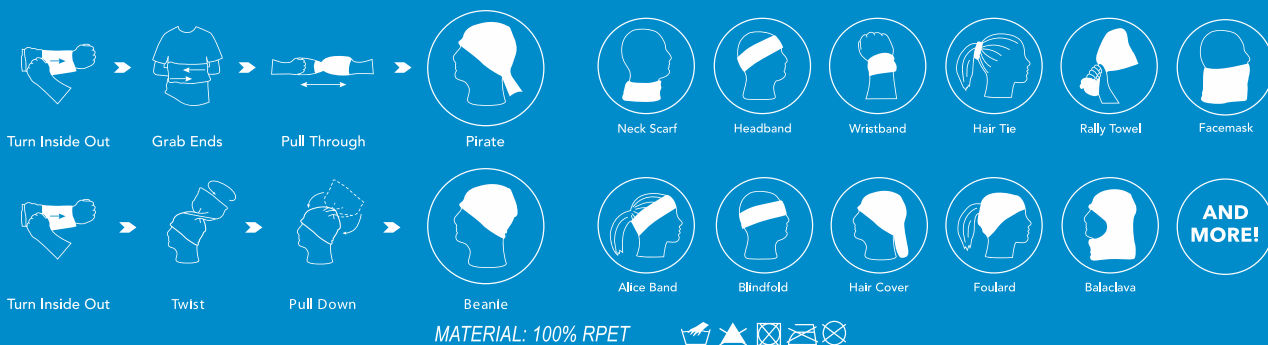 Turn Inside Out
Grab Ends
Pull Through
Pirate
Neck Scarf
Headband
Wristband
Hair Tie
Rally Towel
Facemask
Turn Inside Out
Twist
Pull Down
Beanie
Alice Band
Blindfold
Hair Cover
Foulard
Balaclava
AND
MORE!
MATERIAL: 100% RPET